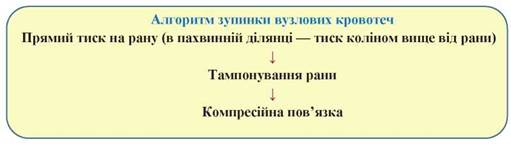 Алгоритм зупинки вузлових кровотеч
Прямий тиск на рану (в пахвинній ділянці — тиск коліном вище від рани)
↓
Тампонування рани
↓
Компресійна пов’язка